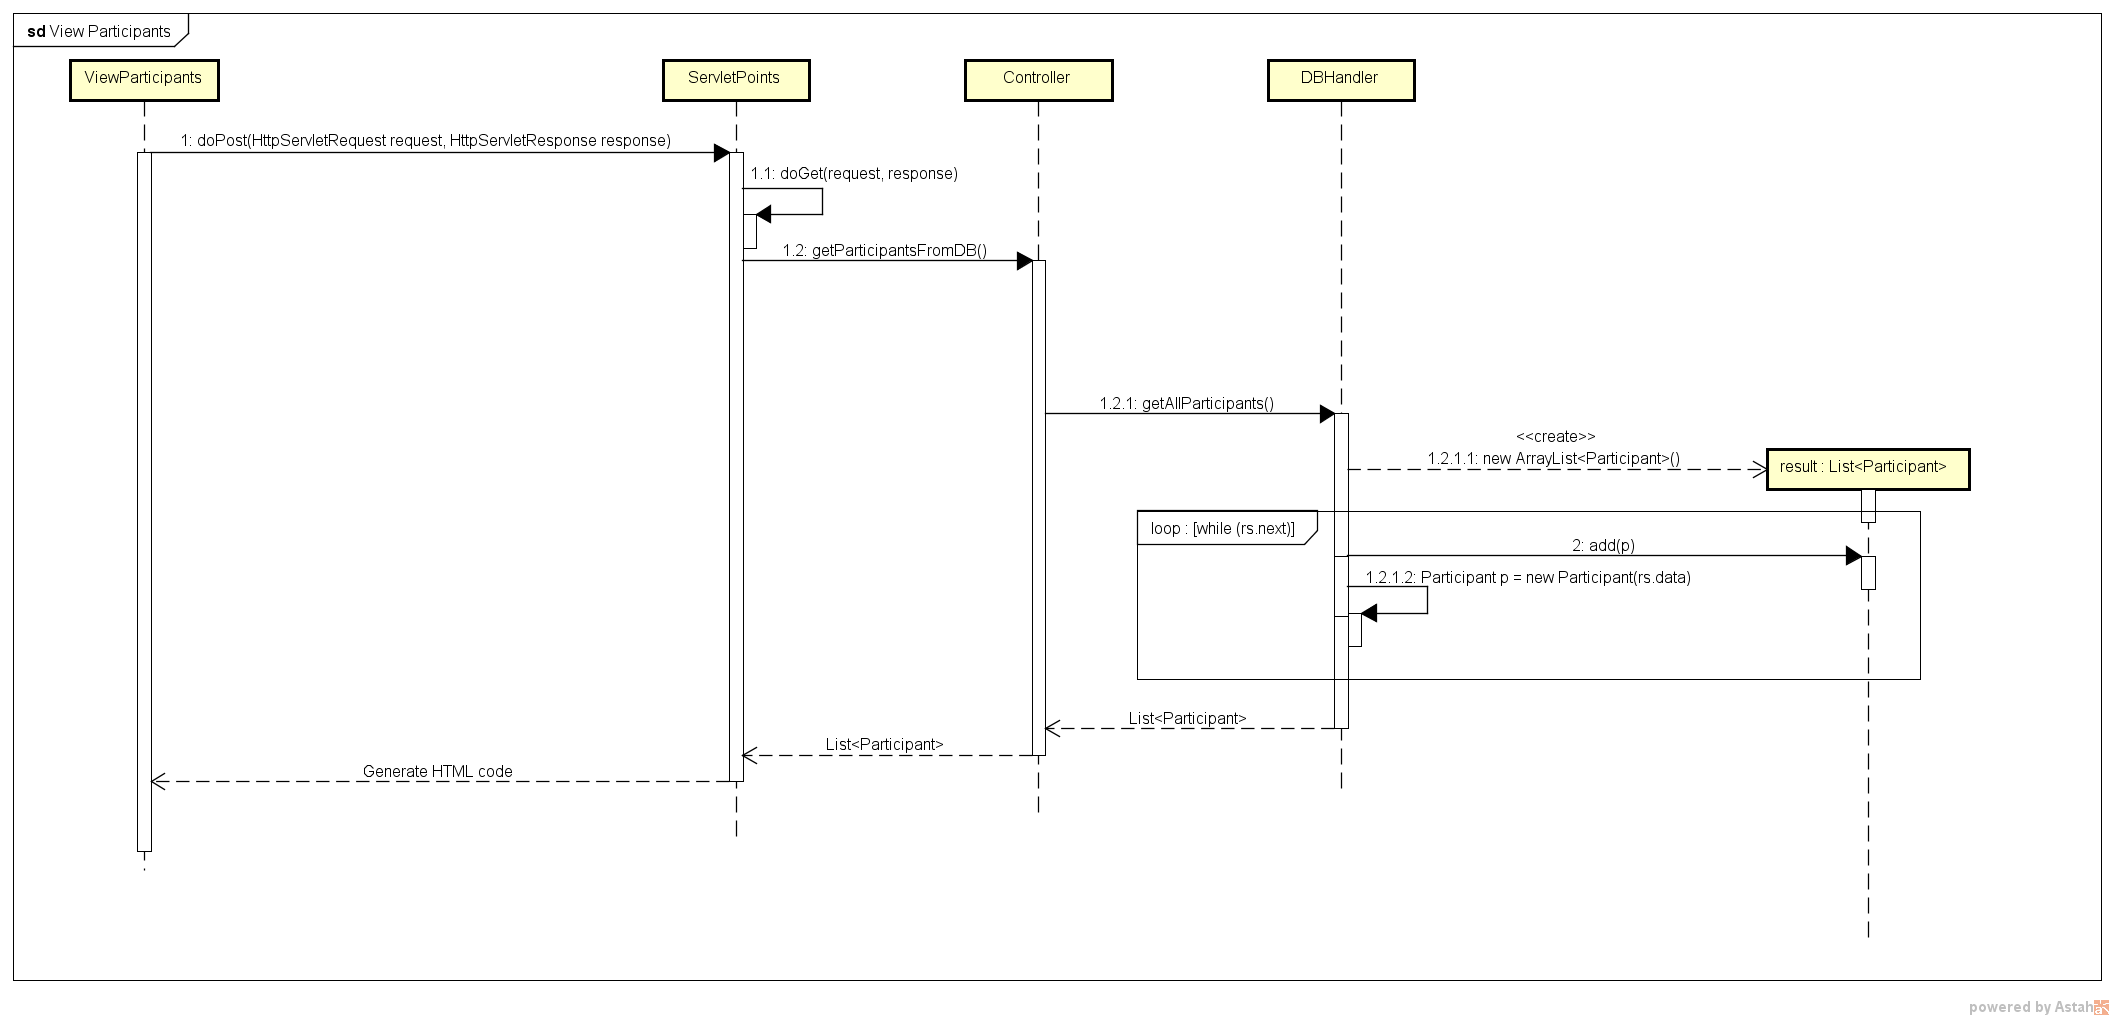 sd View Participants
ViewParticipants
ServletPoints
Controller
DBHandler
1: doPost(HttpServletRequest request, HttpServletResponse response)
1.1: doGet(request, response)
1.2: getParticipantsFromDB()
1.2.1: getAllParticipants()
<<create>>
1.2.1.1: new ArrayList<Participant>()
result : List<Participant>
loop : [while (rs.next)]
2: add(p)
1.2.1.2: Participant p = new Participant(rs.data)
List<Participant>
List<Participant>
Generate HTML code
powered by Astah